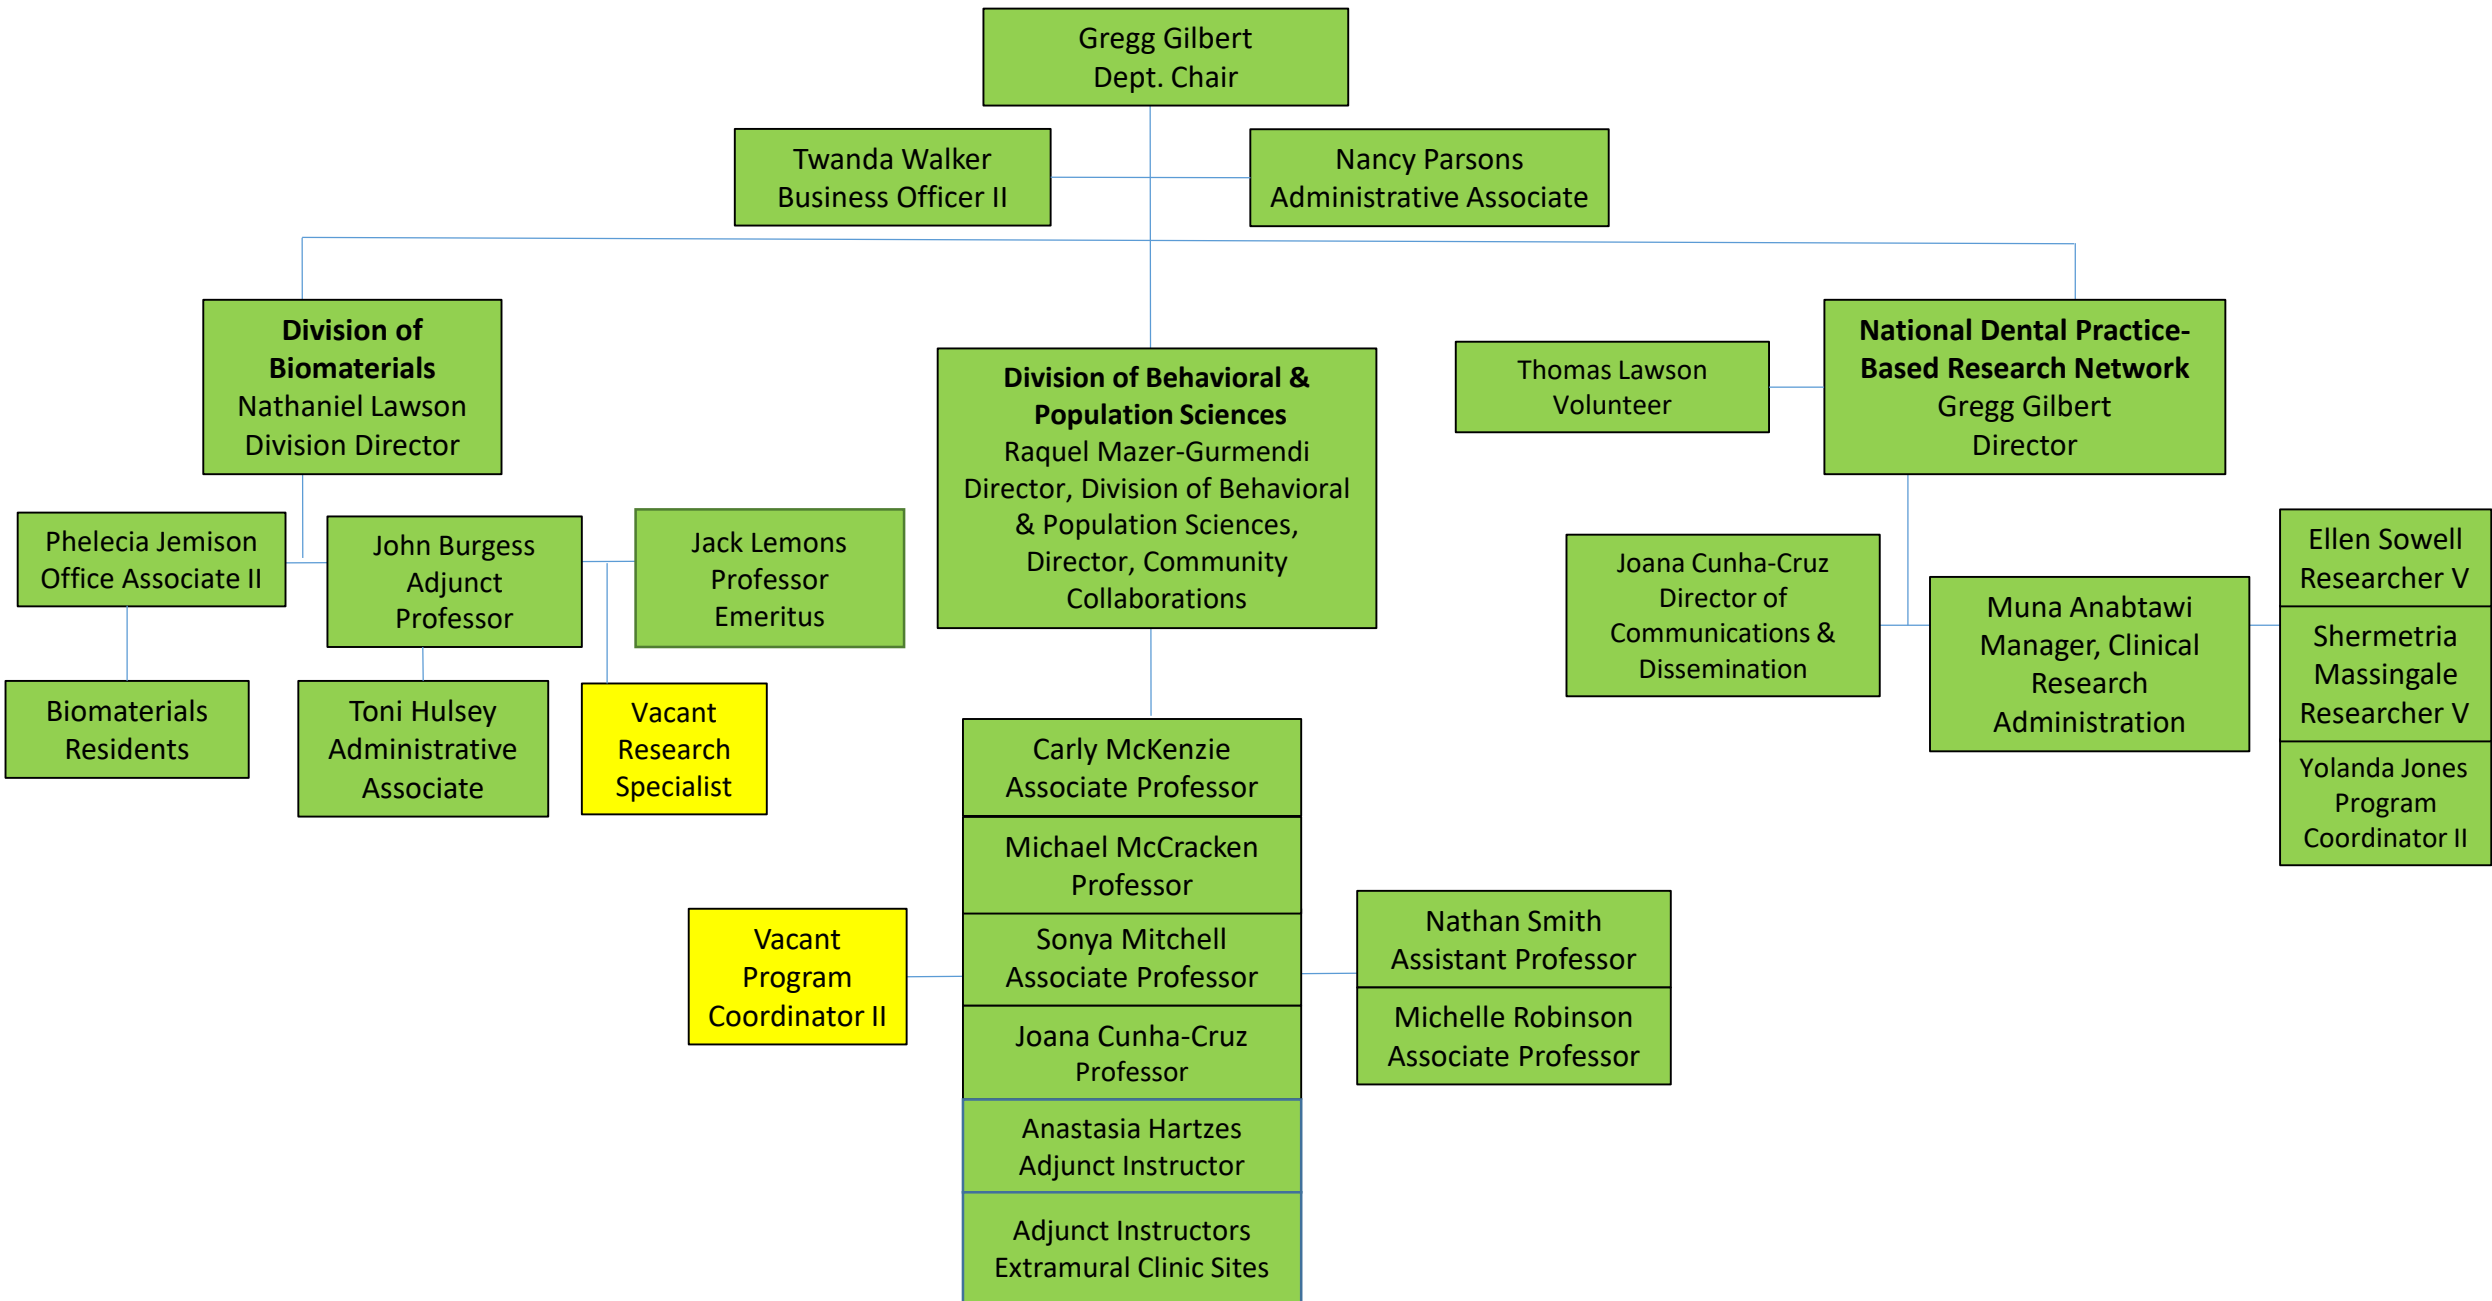 Gregg Gilbert
Dept. Chair
Twanda Walker
Business Officer II
Nancy Parsons
Administrative Associate
Division of
Biomaterials
Nathaniel Lawson
Division Director
Division of Behavioral &
Population Sciences
Raquel Mazer-Gurmendi
Director, Division of Behavioral
& Population Sciences,
Director, Community
Collaborations
Thomas Lawson
Volunteer
National Dental Practice-
Based Research Network
Gregg Gilbert
Director
Phelecia Jemison
Office Associate II
John Burgess
Adjunct
Professor
Jack Lemons
Professor
Emeritus
Biomaterials
Residents
Toni Hulsey
Administrative
Associate
Vacant
Research
Specialist
Joana Cunha-Cruz
Director of
Communications &
Dissemination
Muna Anabtawi
Manager, Clinical
Research
Administration
Ellen Sowell
Researcher V
Shermetria
Massingale
Researcher V
Yolanda Jones
Program
Coordinator II
Carly McKenzie
Associate Professor
Michael McCracken
Professor
Vacant
Program
Coordinator II
Sonya Mitchell
Associate Professor
Joana Cunha-Cruz
Professor
Anastasia Hartzes
Adjunct Instructor
Adjunct Instructors
Extramural Clinic Sites
Nathan Smith
Assistant Professor
Michelle Robinson
Associate Professor